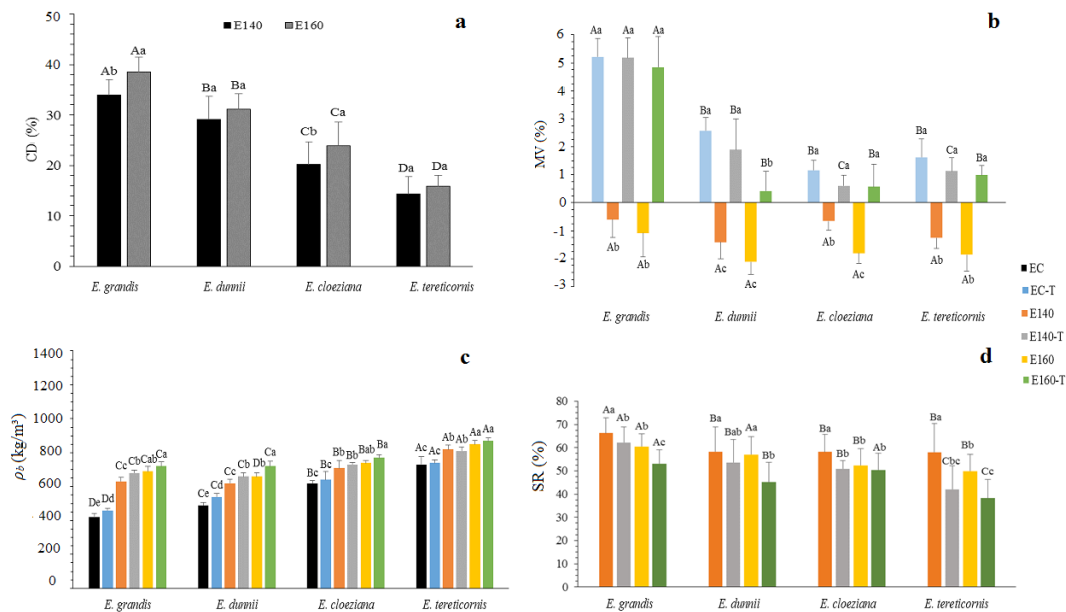 a
50
40
30
20
10
0
CD (%)
E140 E160
Ab Aa Ba Ba Cb Ca Da Da
E. grandis E. dunnii E. cloeziana E. tereticornis
b
6
5
4
3
2
1
0
-1
-2
-3
MV (%)
Aa Aa Aa Ba Ba Bb Ba Ca Ba Ba Ca Ba
Ab Ab Ac Ac Ab Ac Ab Ab
E. grandis E. dunnii E. cloeziana E. tereticornis
EC
EC-T
E140
E140-T
E160
E160-T
c
1400
1200
1000
800
600
400
200
0
ρb (kg/m³)
De Dd Cc Cb Cab Ca Ce Cd Cc Cb Db Ca Bc Bc Bb Bb Bab Ba Ac Ac Ab Ab Aa Aa
E. grandis E. dunnii E. cloeziana E. tereticornis
d
80
70
60
50
40
30
20
10
0
SR (%)
Aa Ab Ab Ac Ba Bab Aa Bb Ba Bb Bb Ab Ba Cbc Bb Cc
E. grandis E. dunnii E. cloeziana E. tereticornis